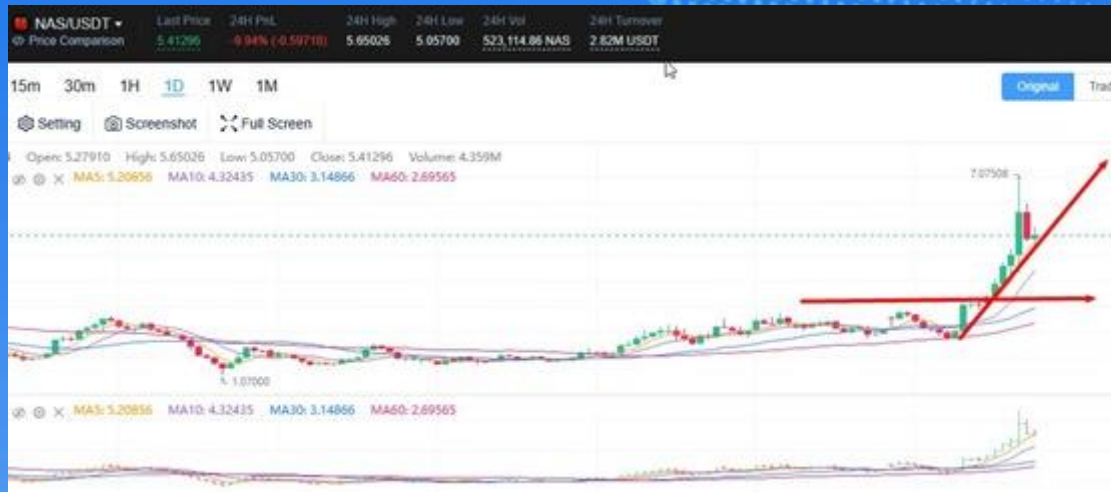 NAS/USDT Last Price 24H PnL 24H High 24H Low 24H Vol 24H Turnover
Price Comparison 5.41296 -9.94% (-0.59718) 5.65026 5.05700 523,114.86 NAS 2.82M USDT
15m 30m 1H 1D 1W 1M Original Trad
Setting Screenshot Full Screen
Open: 5.27910 High: 5.65026 Low: 5.05700 Close: 5.41296 Volume: 4.359M
MA5: 5.20856 MA10: 4.32435 MA30: 3.14866 MA60: 2.69565
7.07508
1.07000
MA5: 5.20856 MA10: 4.32435 MA30: 3.14866 MA60: 2.69565